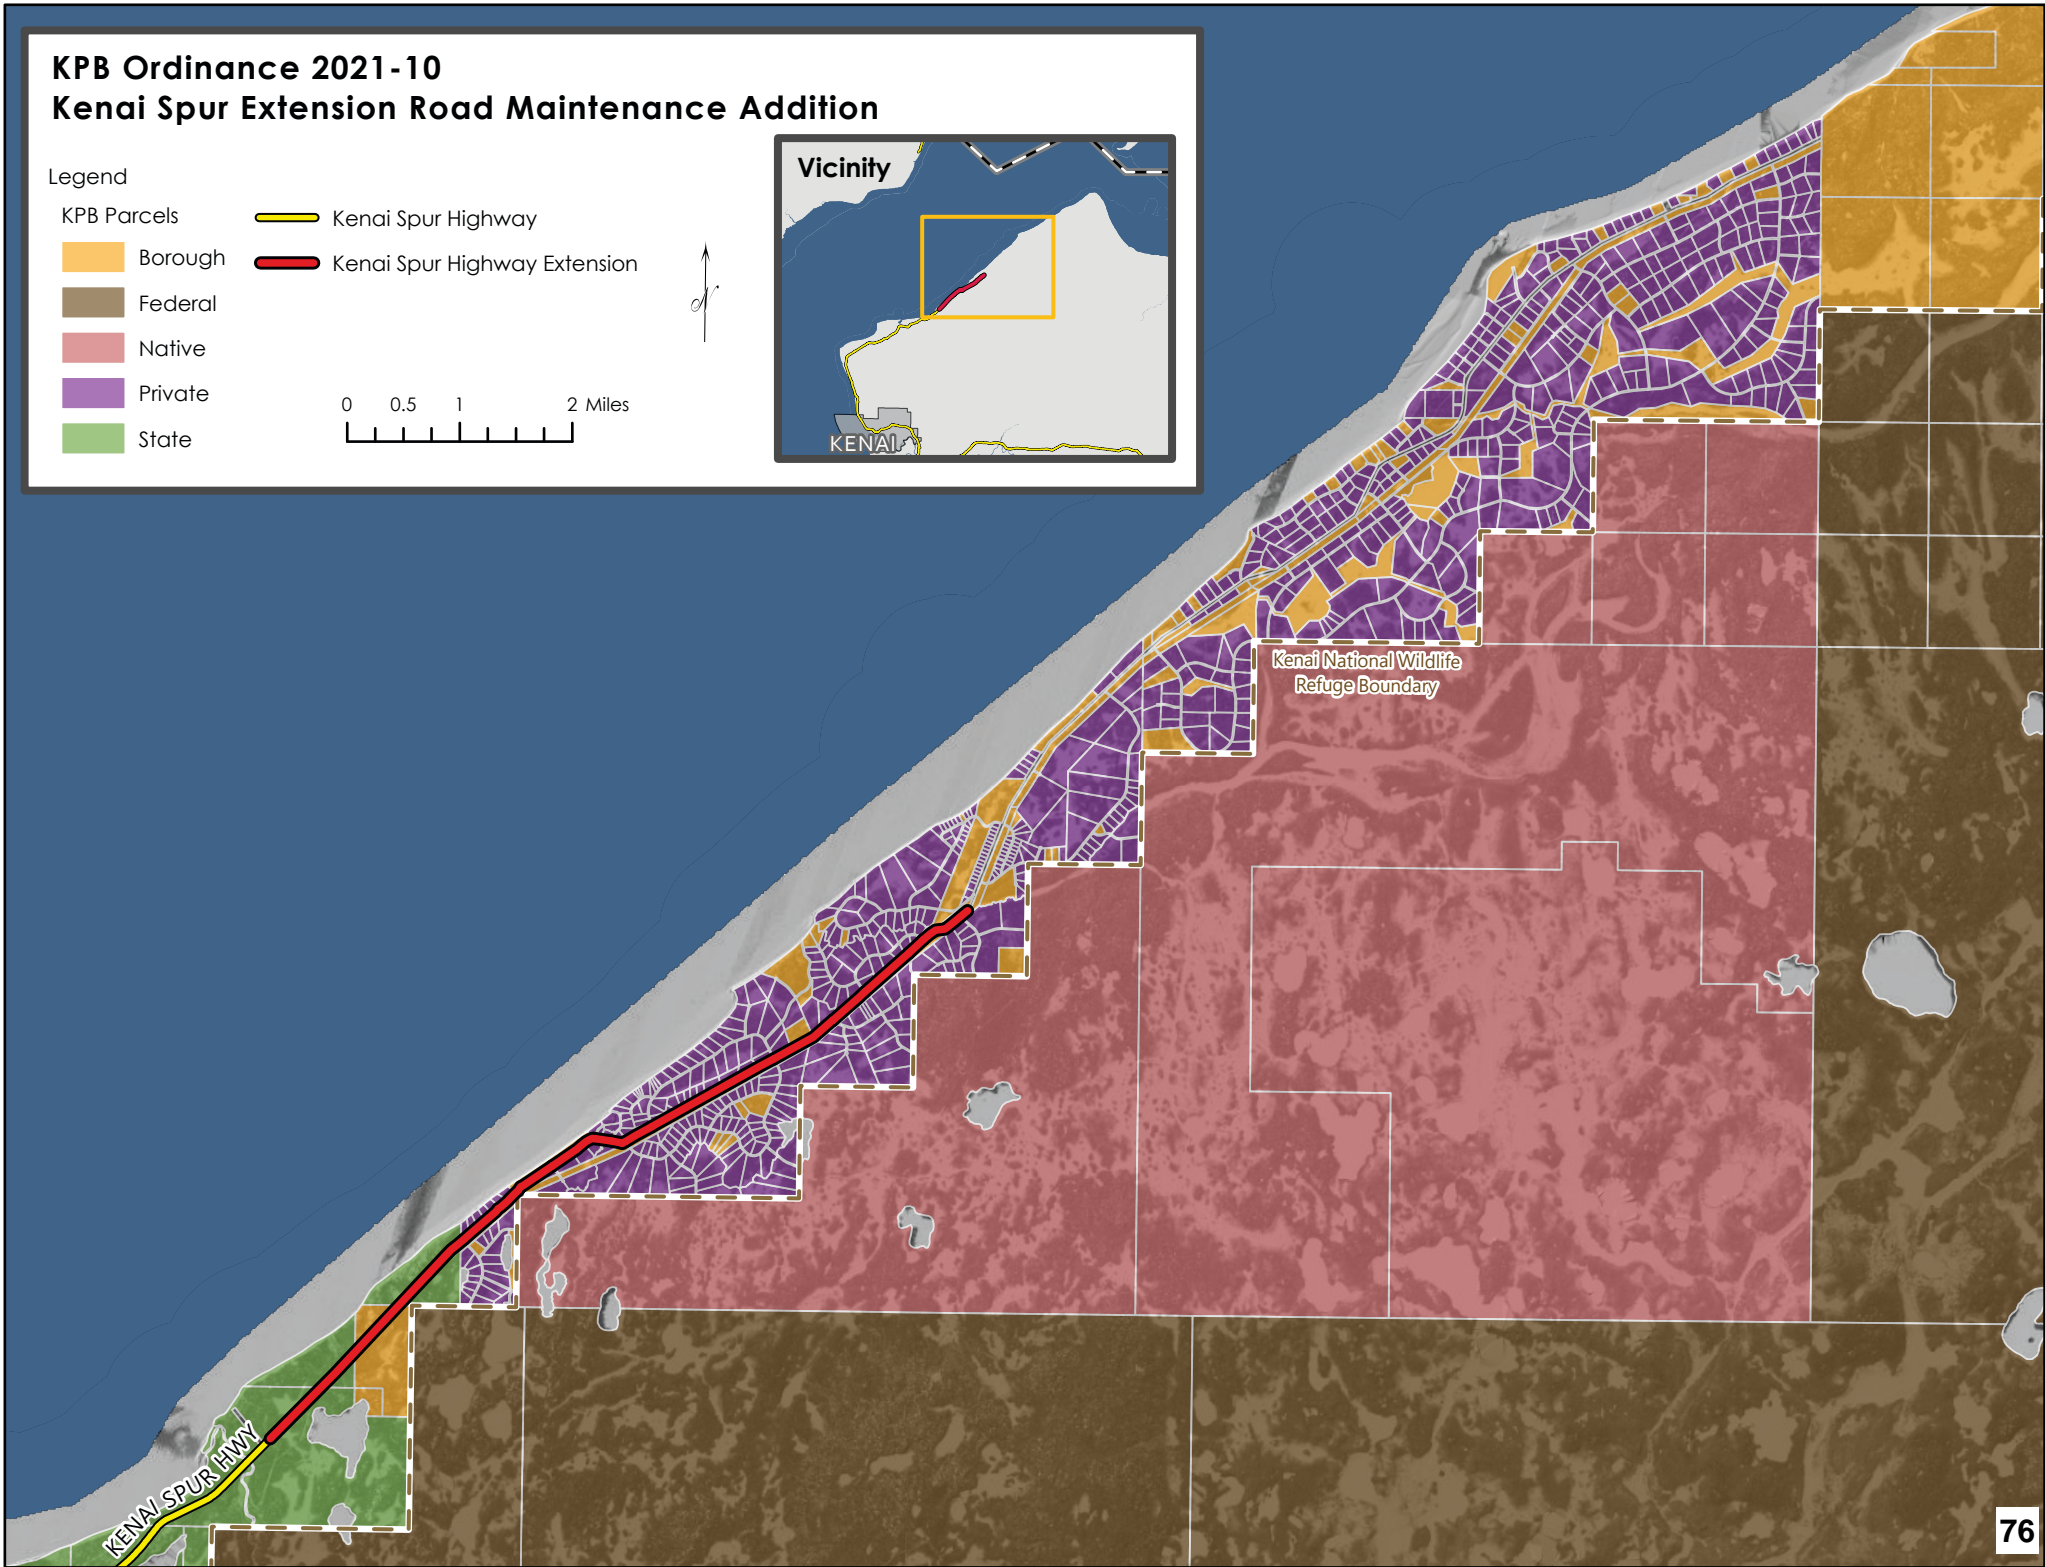 KPB Ordinance 2021-10
Kenai Spur Extension Road Maintenance Addition
Legend
KPB Parcels
Borough
Federal
Native
Private
State
Kenai Spur Highway
Kenai Spur Highway Extension
N
0 0.5 1 2 Miles
Vicinity
KENAI
Kenai National Wildlife
Refuge Boundary
KENAI SPUR HWY
76